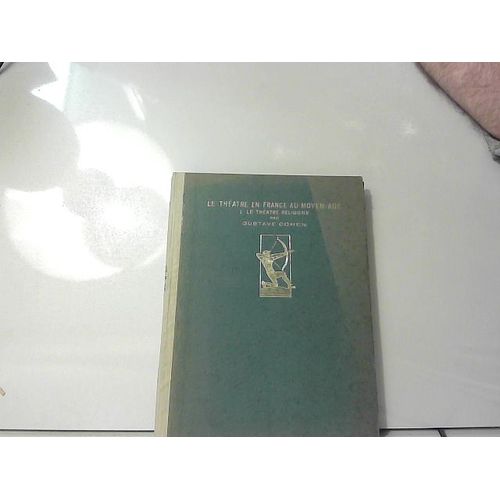 LE THÉATRE EN FRANCE AU MOYEN-AGE
I. LE THÉATRE RELIGIEUX
PAR
GUSTAVE COHEN